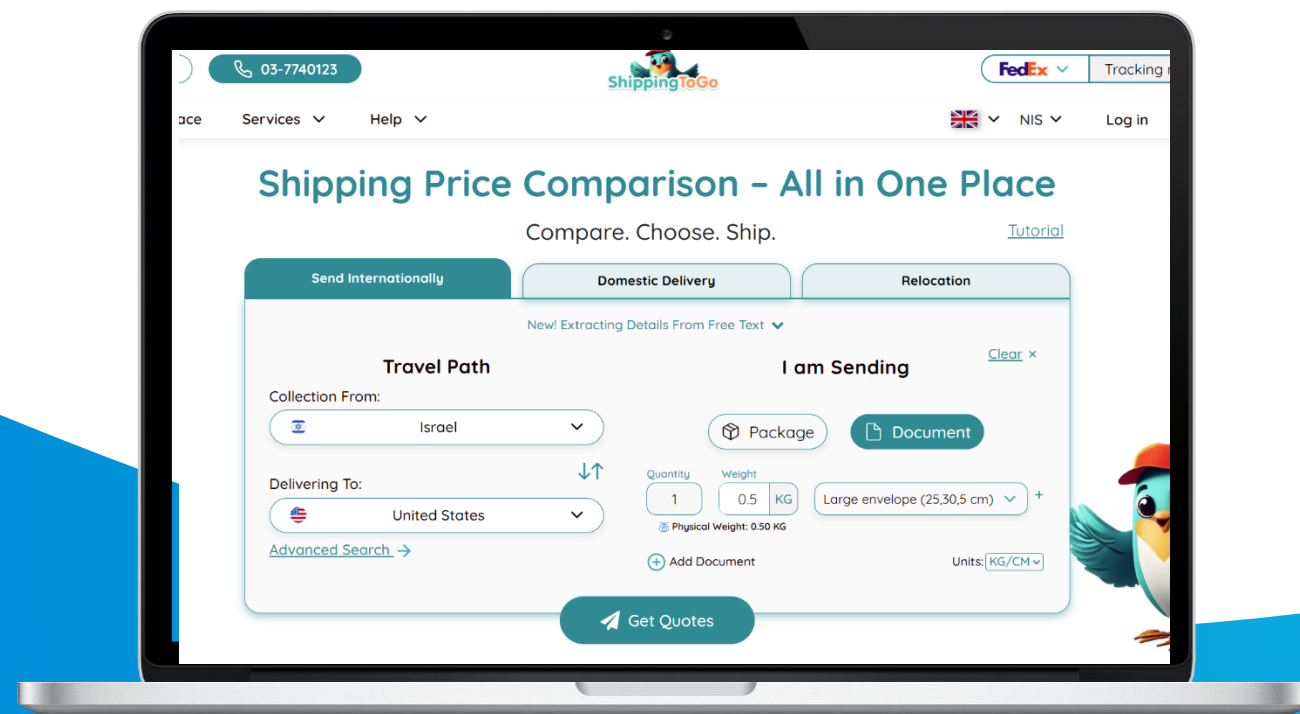 03-7740123
ShippingToGo
FedEx
Tracking
Services
Help
NIS
Log in
Shipping Price Comparison – All in One Place
Compare. Choose. Ship.
Tutorial
Send Internationally
Domestic Delivery
Relocation
New! Extracting Details From Free Text
Clear ×
Travel Path
I am Sending
Collection From:
Israel
Package
Document
Delivering To:
Quantity
Weight
1
0.5 KG
Large envelope (25,30,5 cm)
+
United States
Physical Weight: 0.50 KG
Advanced Search
Add Document
Units: KG/CM
Get Quotes